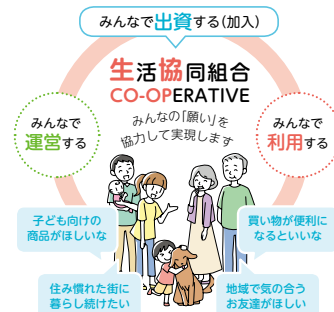 みんなで出資する(加入)
生活協同組合
CO-OPERATIVE
みんなの「願い」を
協力して実現します
みんなで
運営する
みんなで
利用する
子ども向けの
商品がほしいな
買い物が便利に
なるといいな
住み慣れた街に
暮らし続けたい
地域で気の合う
お友達がほしい